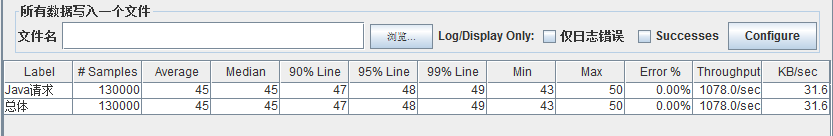 所有数据写入一个文件
文件名 浏览... Log/Display Only: 仅日志错误 Successes Configure
Label # Samples Average Median 90% Line 95% Line 99% Line Min Max Error % Throughput KB/sec
Java请求 130000 45 45 47 48 49 43 50 0.00% 1078.0/sec 31.6
总体 130000 45 45 47 48 49 43 50 0.00% 1078.0/sec 31.6